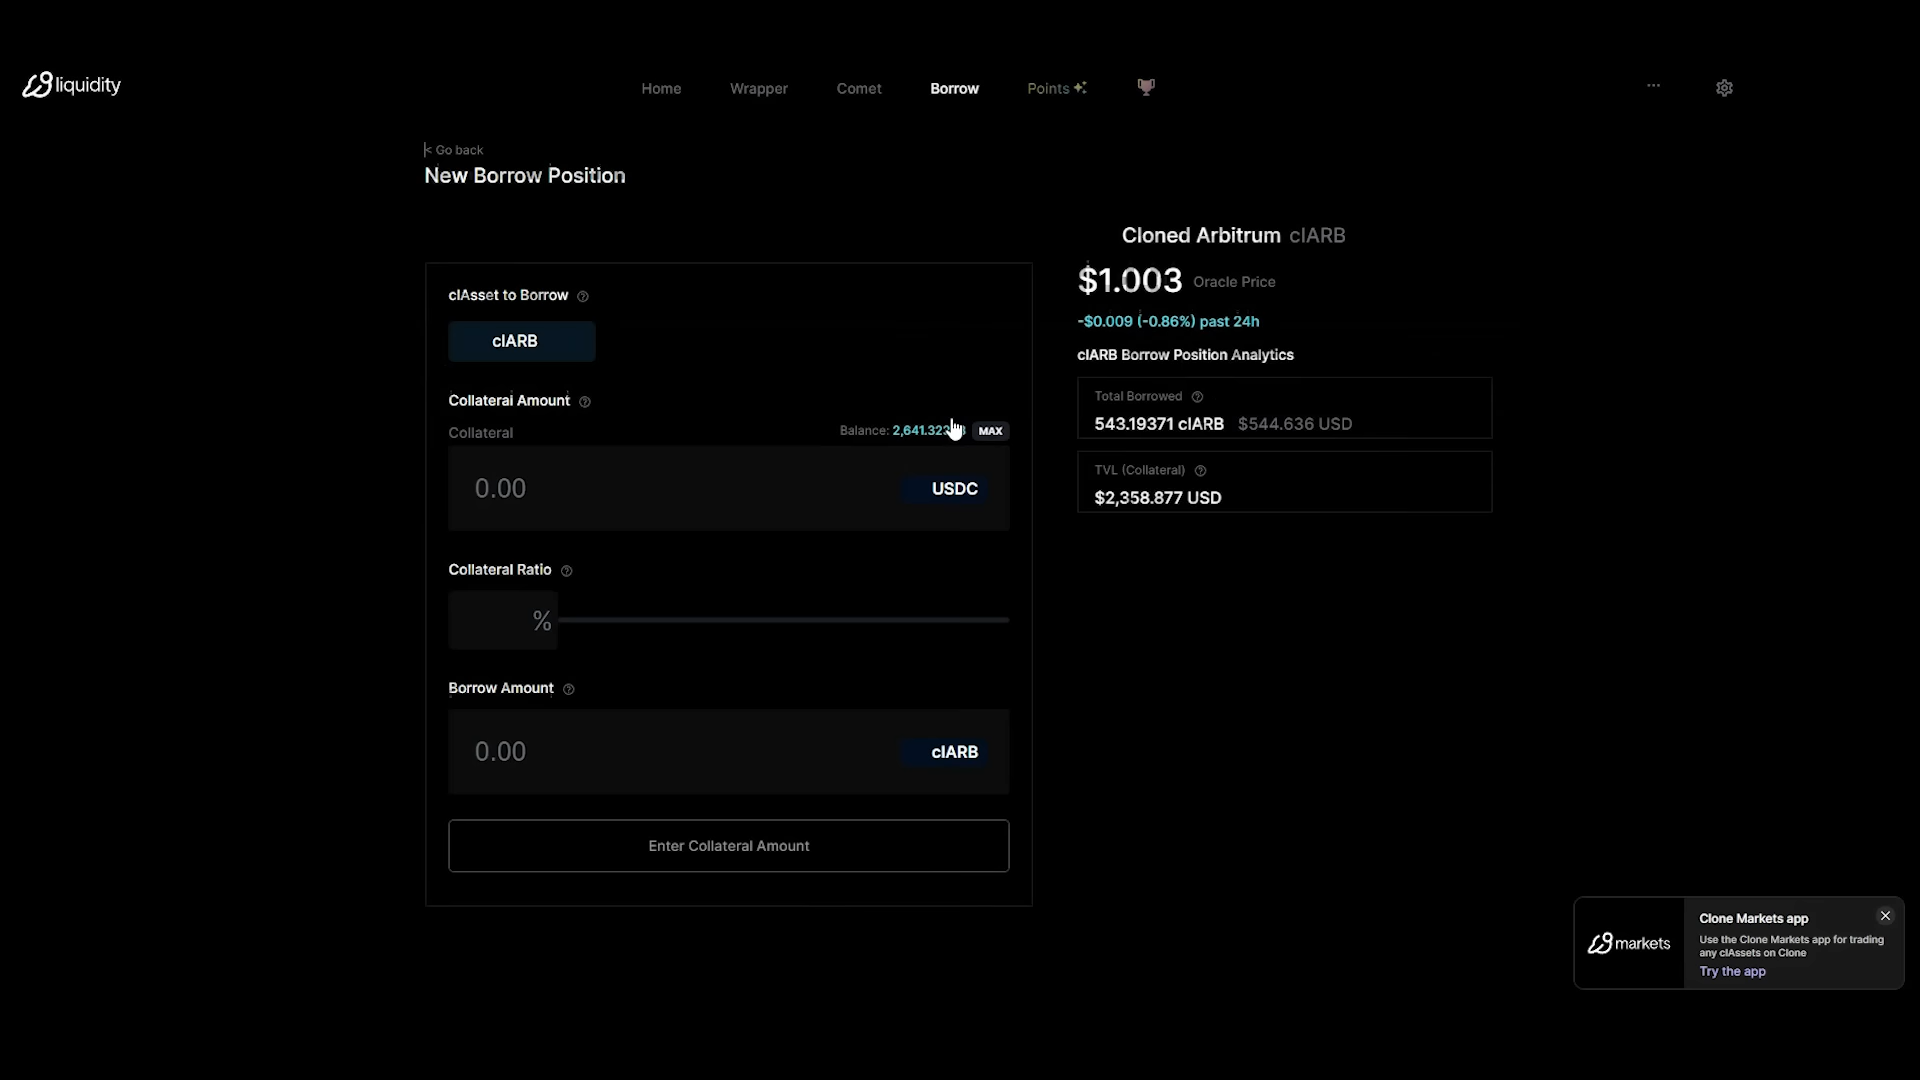 liquidity
Home Wrapper Comet Borrow Points
< Go back
New Borrow Position
Cloned Arbitrum clARB
$1.003 Oracle Price
-$0.009 (-0.86%) past 24h
clARB Borrow Position Analytics
Total Borrowed
543.19371 clARB $544.636 USD
TVL (Collateral)
$2,358.877 USD
clAsset to Borrow
clARB
Collateral Amount
Collateral Balance: MAX
0.00 USDC
Collateral Ratio
%
Borrow Amount
0.00 clARB
Enter Collateral Amount
markets
Clone Markets app
Use the Clone Markets app for trading
any clAssets on Clone
Try the app